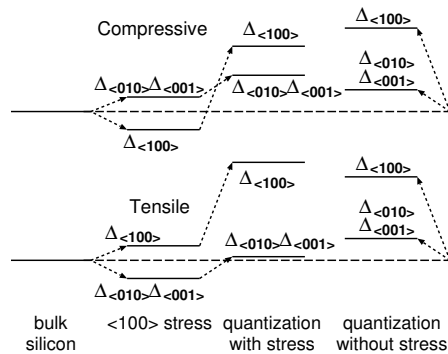 Compressive
Δ<100>
Δ<100>
Δ<010>Δ<001>
Δ<010>
Δ<001>
Δ<010>Δ<001>
Δ<100>
Δ<100>
Δ<100>
Tensile
Δ<010>
Δ<001>
Δ<100>
Δ<010>Δ<001>
Δ<010>Δ<001>
bulk
silicon
<100> stress
quantization
with stress
quantization
without stress